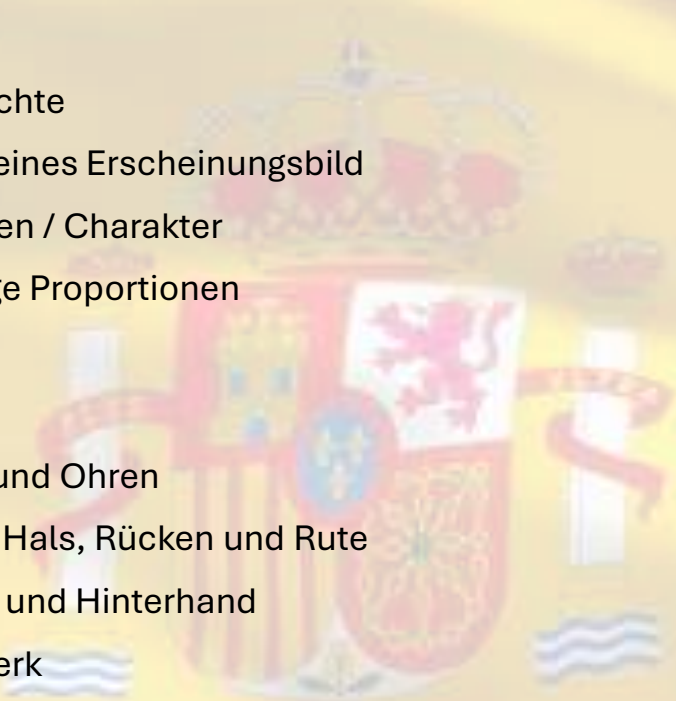 chte
eines Erscheinungsbild
en / Charakter
ge Proportionen
und Ohren
Hals, Rücken und Rute
und Hinterhand
erk